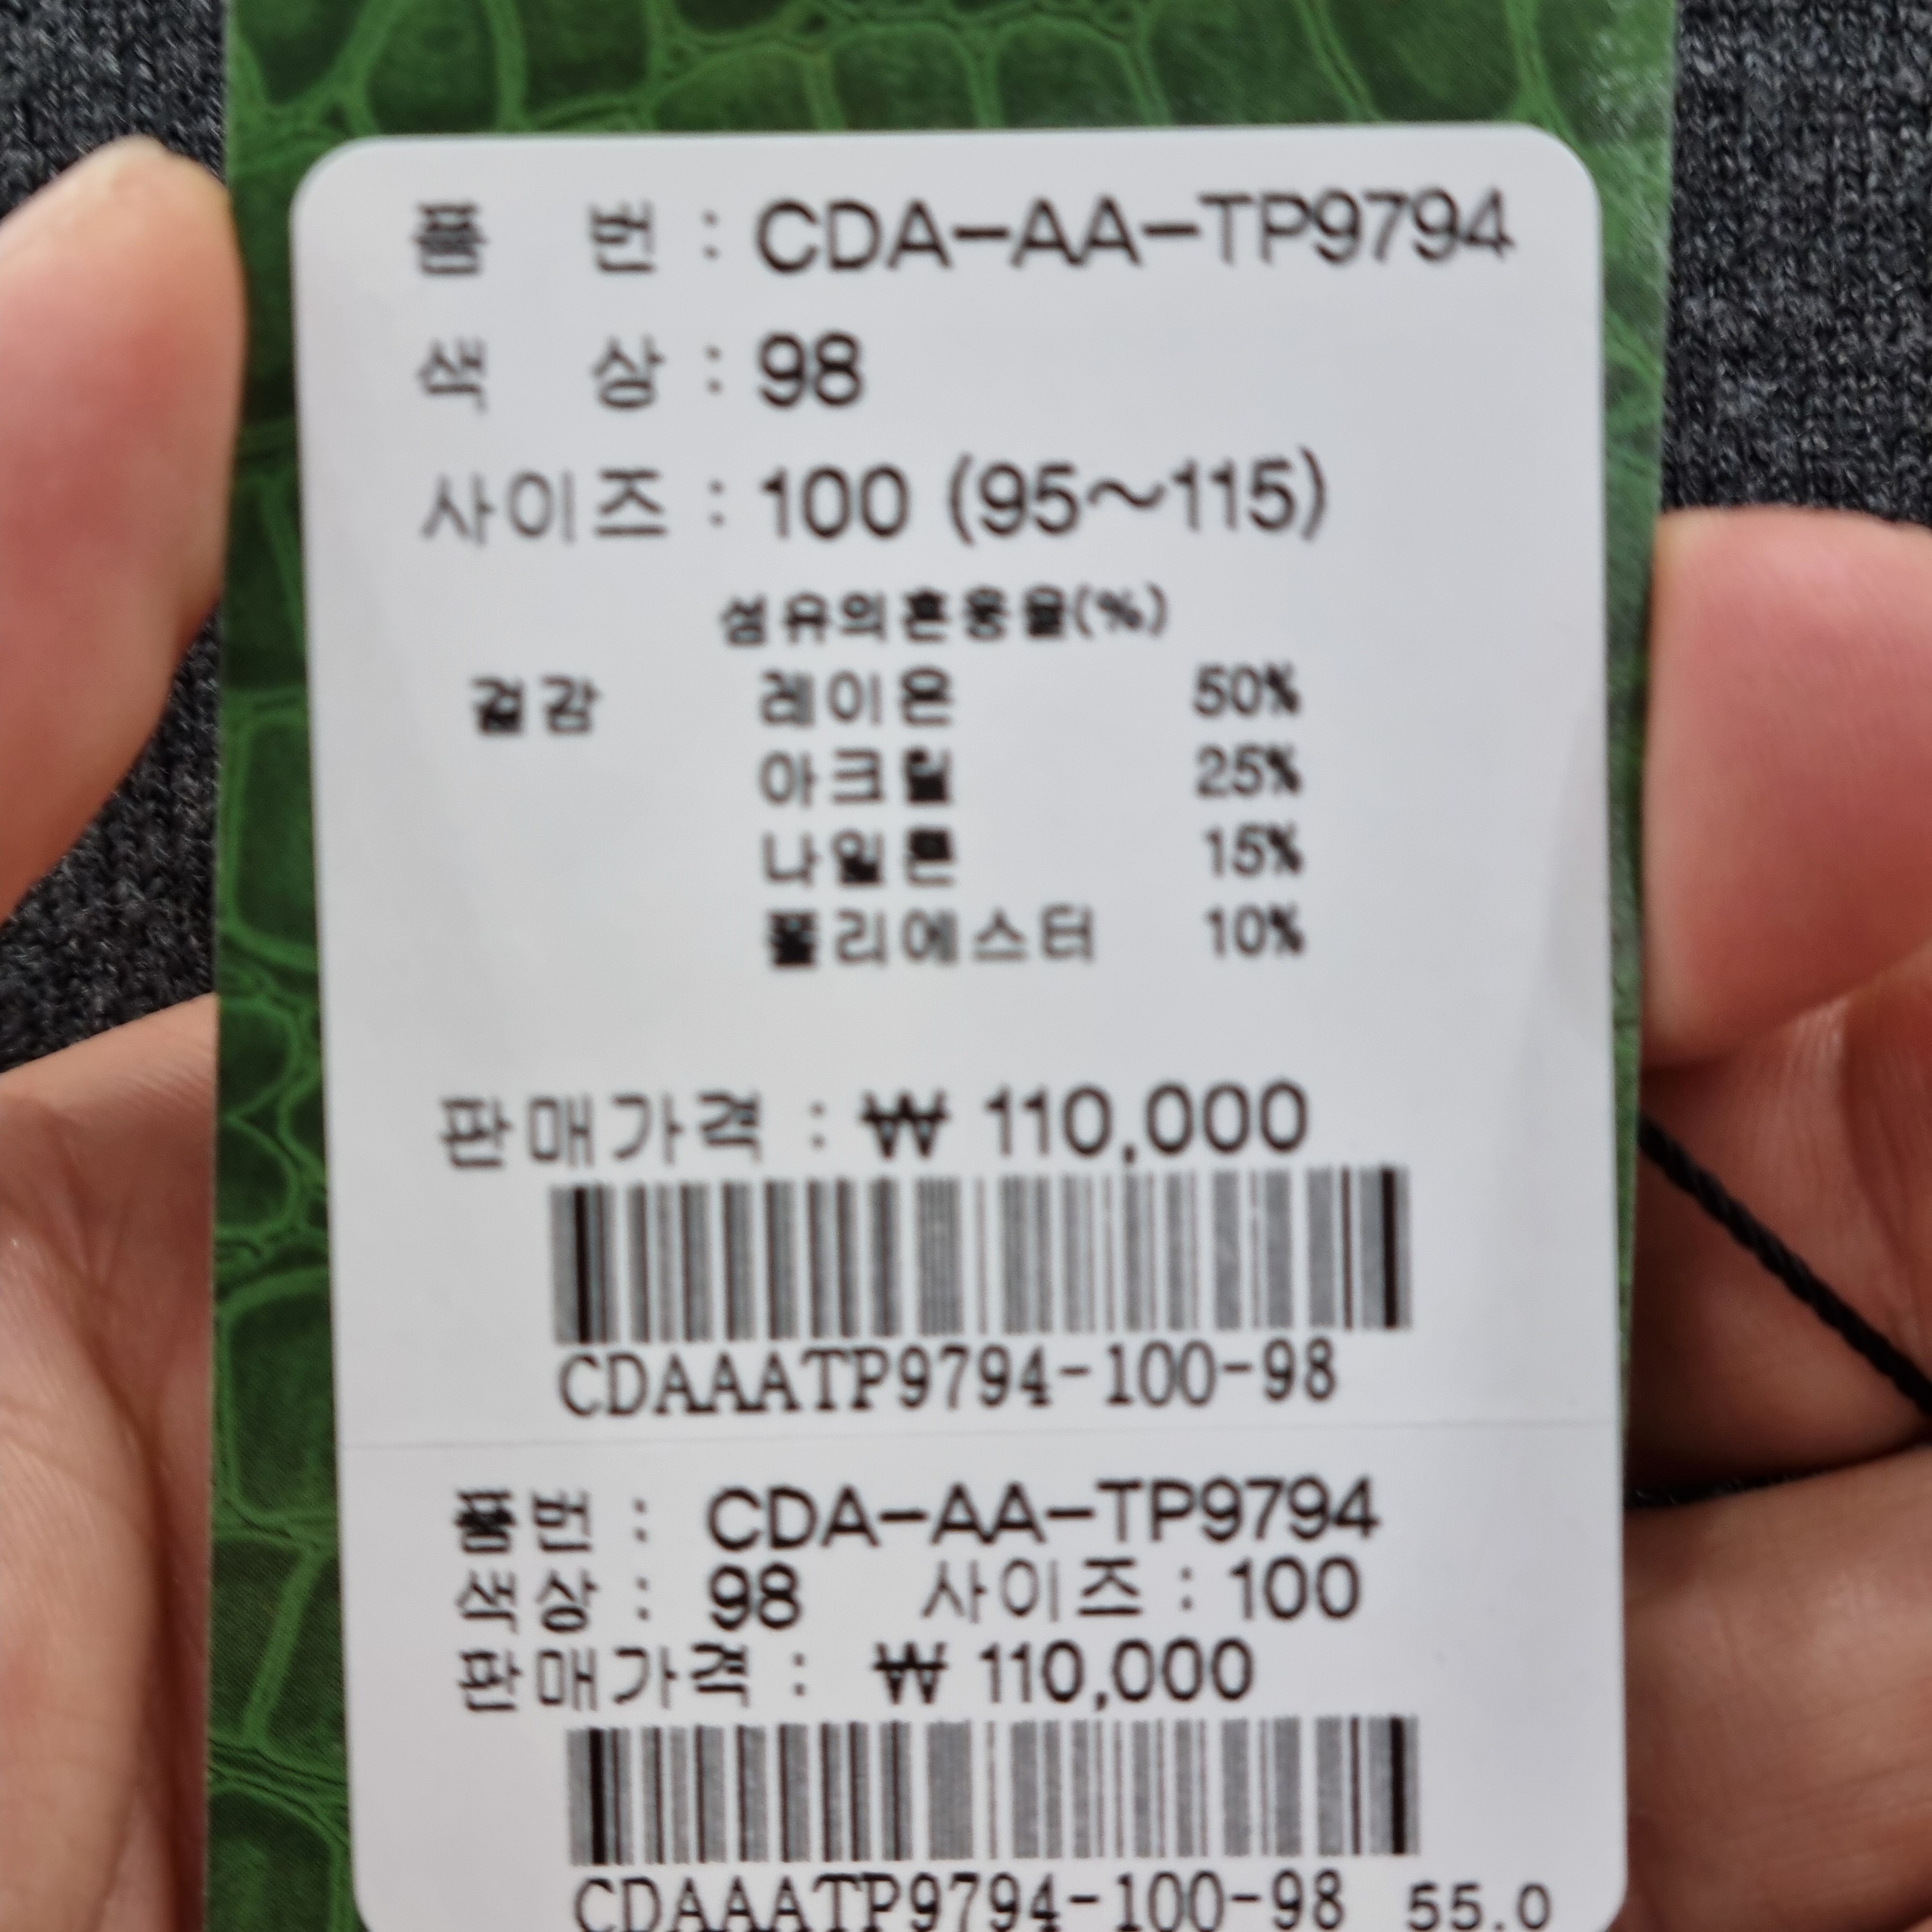 품 번 : CDA-AA-TP9794
색 상 : 98
사이즈 : 100 (95~115)
섬유의혼용율(%)
겉감 레이온 50%
아크릴 25%
나일론 15%
폴리에스터 10%
판매가격 : ₩ 110,000
CDAAATP9794-100-98
품번 : CDA-AA-TP9794
색상 : 98 사이즈 : 100
판매가격 : ₩ 110,000
CDAAATP9794-100-98 55.0